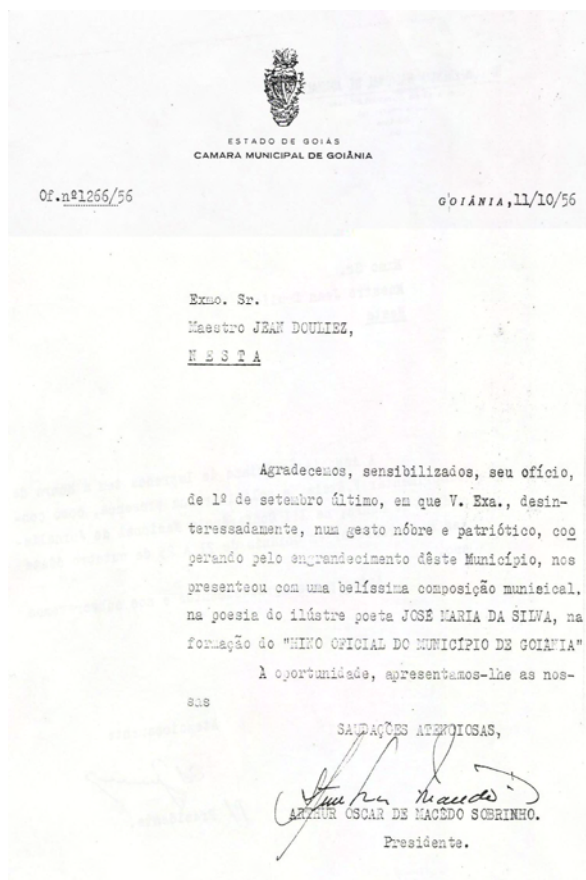 ESTADO DE GOIÁS
CAMARA MUNICIPAL DE GOIÂNIA
Of.nº1266/56
GOIÂNIA,11/10/56
Exmo. Sr.
Maestro JEAN DOULIEZ,
N E S T A
Agradecemos, sensibilizados, seu ofício,
de 1º de setembro último, em que V. Exa., desin-
teressadamente, num gesto nóbre e patriótico, coo
perando pelo engrandecimento dêste Município, nos
presenteou com uma belíssima composição munisical.
na poesia do ilústre poeta JOSÉ MARIA DA SILVA, na
formação do "HINO OFICIAL DO MUNICÍPIO DE GOIÂNIA"
À oportunidade, apresentamos-lhe as nos-
sas
SAUDAÇÕES ATENCIOSAS,
ARTHUR OSCAR DE MACÊDO SOBRINHO.
Presidente.